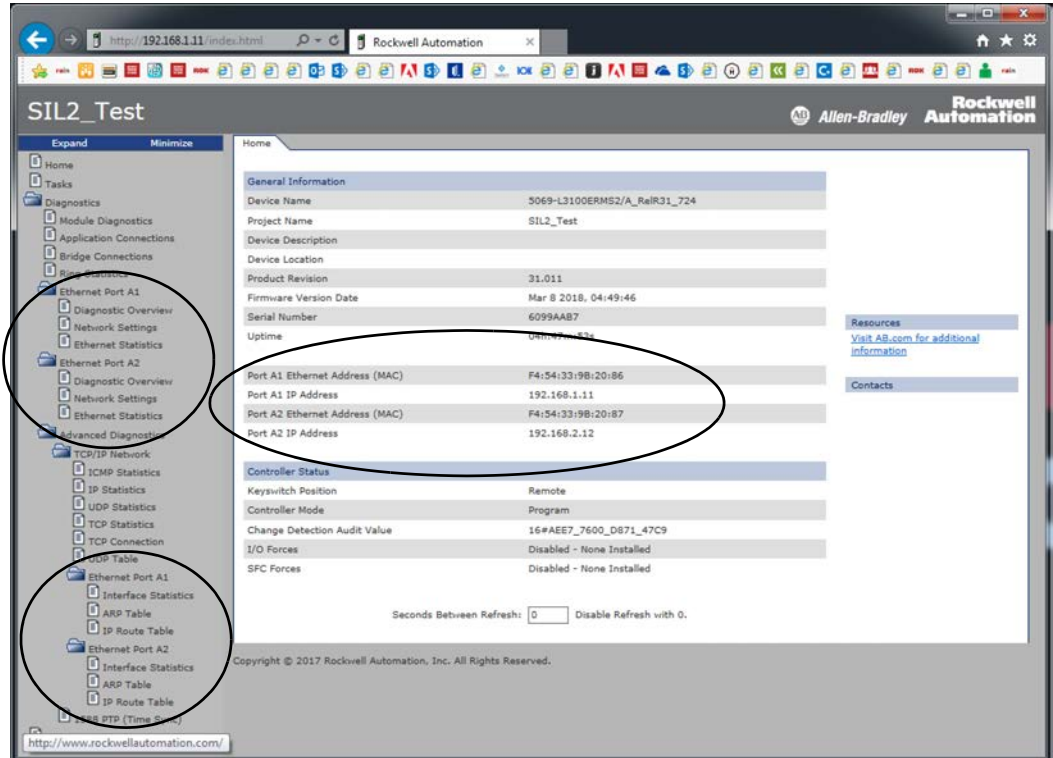 http://192.168.1.11/index.html
Rockwell Automation
SIL2_Test
Allen-Bradley
Rockwell Automation
Expand Minimize
Home
Tasks
Diagnostics
Module Diagnostics
Application Connections
Bridge Connections
Ring Statistics
Ethernet Port A1
Diagnostic Overview
Network Settings
Ethernet Statistics
Ethernet Port A2
Diagnostic Overview
Network Settings
Ethernet Statistics
Advanced Diagnostics
TCP/IP Network
ICMP Statistics
IP Statistics
UDP Statistics
TCP Statistics
TCP Connection
UDP Table
Ethernet Port A1
Interface Statistics
ARP Table
IP Route Table
Ethernet Port A2
Interface Statistics
ARP Table
IP Route Table
1588 PTP (Time Sync)
http://www.rockwellautomation.com/
Home
General Information
Device Name 5069-L3100ERMS2/A_RelR31_724
Project Name SIL2_Test
Device Description
Device Location
Product Revision 31.011
Firmware Version Date Mar 8 2018, 04:49:46
Serial Number 6099AAB7
Uptime 04h:47m:53s
Port A1 Ethernet Address (MAC) F4:54:33:9B:20:86
Port A1 IP Address 192.168.1.11
Port A2 Ethernet Address (MAC) F4:54:33:9B:20:87
Port A2 IP Address 192.168.2.12
Controller Status
Keyswitch Position Remote
Controller Mode Program
Change Detection Audit Value 16#AEE7_7600_D871_47C9
I/O Forces Disabled - None Installed
SFC Forces Disabled - None Installed
Seconds Between Refresh: 0 Disable Refresh with 0.
Resources
Visit AB.com for additional information
Contacts
Copyright © 2017 Rockwell Automation, Inc. All Rights Reserved.